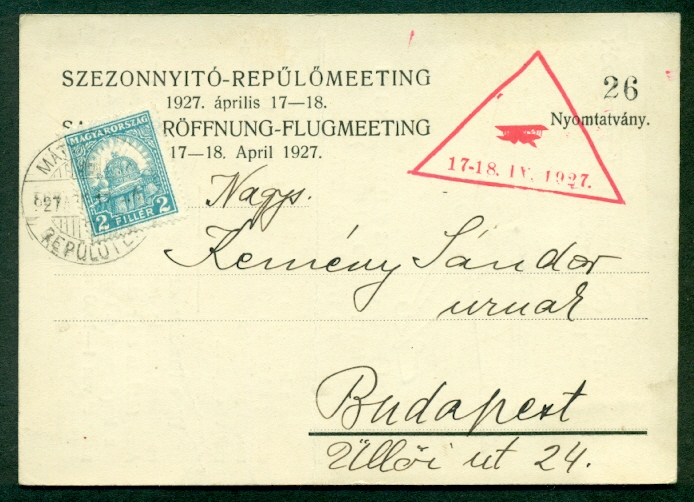 SZEZONNYITÓ-REPÜLŐMEETING
1927. április 17—18.
RÖFFNUNG-FLUGMEETING
17—18. April 1927.
26
Nyomtatvány.
17-18. IV. 1927.
MAGYARORSZÁG
2 FILLÉR 2
Nagys.
Kemény Sándor
urnak
Budapest
Üllői ut 24.